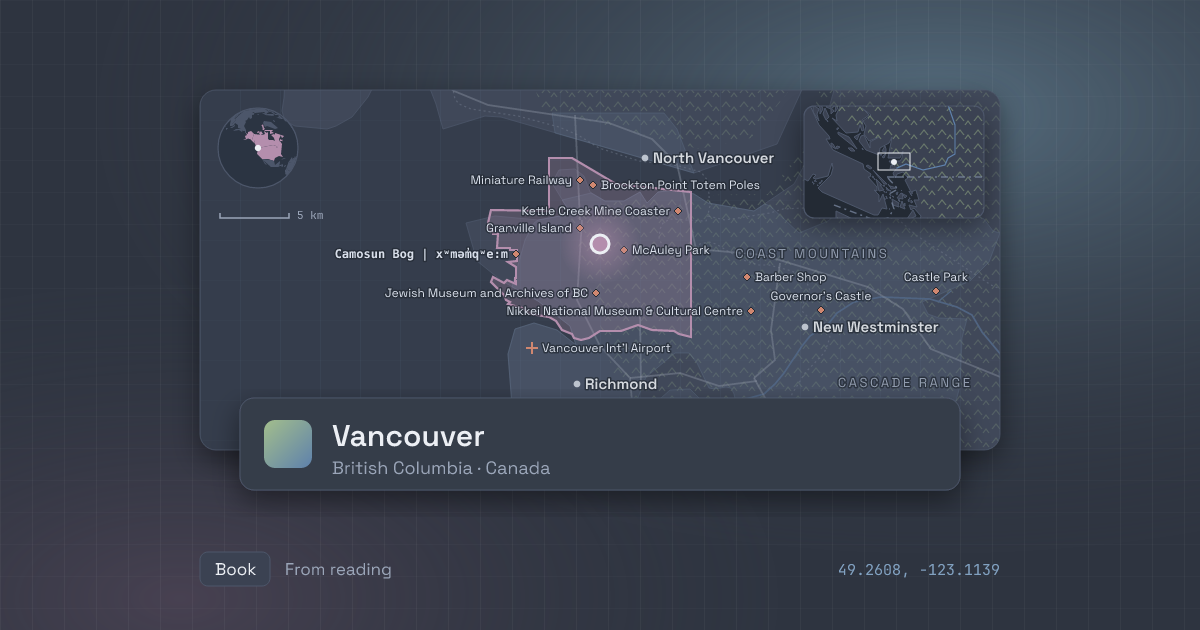 North Vancouver
Miniature Railway
Brockton Point Totem Poles
Kettle Creek Mine Coaster
5 km
Granville Island
McAuley Park
Camosun Bog | xʷməm̓qʷe:m
COAST MOUNTAINS
Barber Shop
Castle Park
Jewish Museum and Archives of BC
Governor's Castle
Nikkei National Museum & Cultural Centre
New Westminster
Vancouver Int'l Airport
Richmond
CASCADE RANGE
Vancouver
British Columbia · Canada
Book
From reading
49.2608, -123.1139